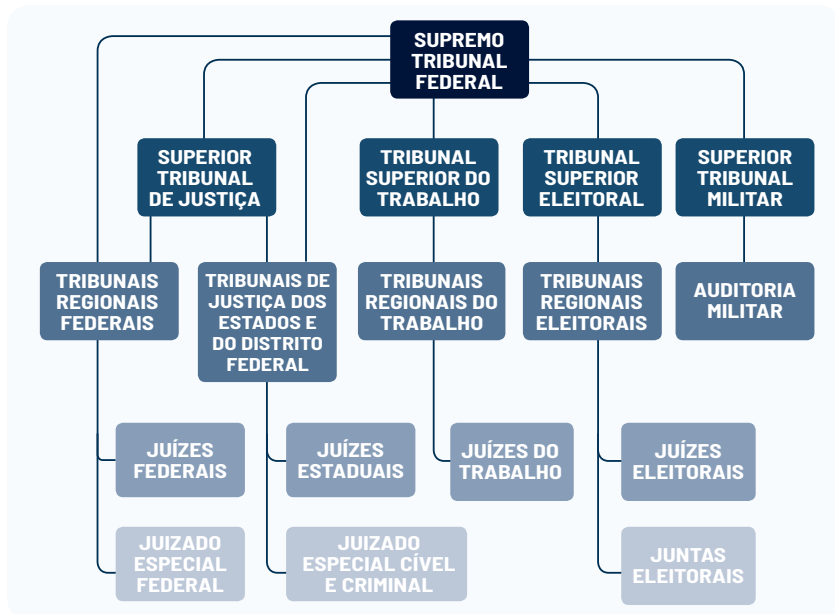 SUPREMO
TRIBUNAL
FEDERAL
SUPERIOR
TRIBUNAL
DE JUSTIÇA
TRIBUNAL
SUPERIOR DO
TRABALHO
TRIBUNAL
SUPERIOR
ELEITORAL
SUPERIOR
TRIBUNAL
MILITAR
TRIBUNAIS
REGIONAIS
FEDERAIS
TRIBUNAIS DE
JUSTIÇA DOS
ESTADOS E
DO DISTRITO
FEDERAL
TRIBUNAIS
REGIONAIS DO
TRABALHO
TRIBUNAIS
REGIONAIS
ELEITORAIS
AUDITORIA
MILITAR
JUÍZES
FEDERAIS
JUÍZES
ESTADUAIS
JUÍZES DO
TRABALHO
JUÍZES
ELEITORAIS
JUIZADO
ESPECIAL
FEDERAL
JUIZADO
ESPECIAL CÍVEL
E CRIMINAL
JUNTAS
ELEITORAIS